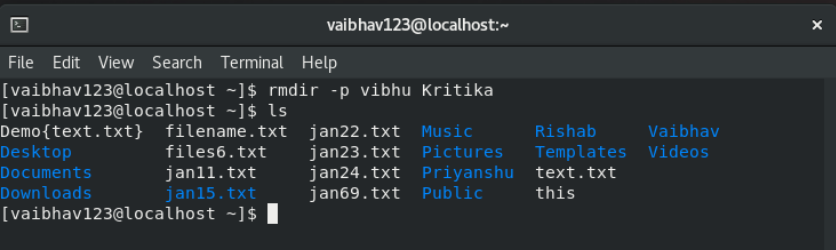 vaibhav123@localhost:~
File Edit View Search Terminal Help
[vaibhav123@localhost ~]$ rmdir -p vibhu Kritika
[vaibhav123@localhost ~]$ ls
Demo{text.txt} filename.txt jan22.txt Music Rishab Vaibhav
Desktop files6.txt jan23.txt Pictures Templates Videos
Documents jan11.txt jan24.txt Priyanshu text.txt
Downloads jan15.txt jan69.txt Public this
[vaibhav123@localhost ~]$